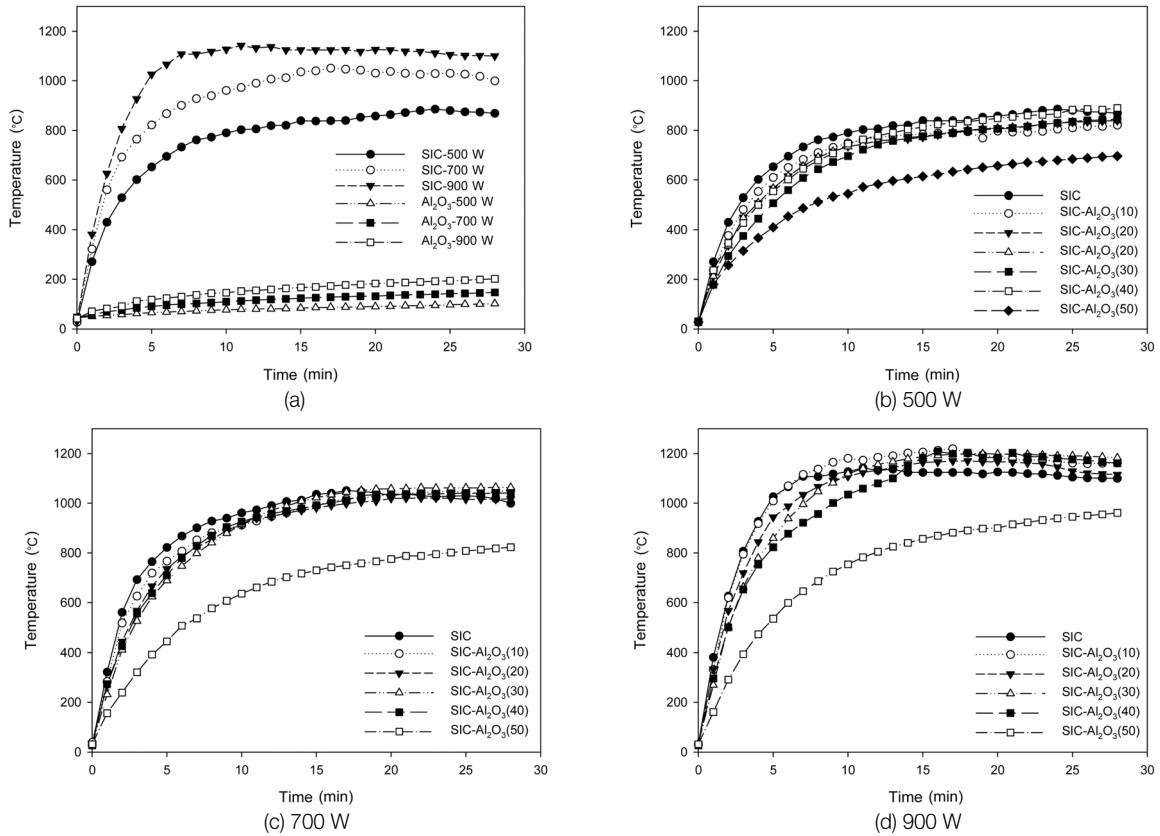 1200
1000
800
600
400
200
0
Temperature (°C)
SIC-500 W
SIC-700 W
SIC-900 W
Al₂O₃-500 W
Al₂O₃-700 W
Al₂O₃-900 W
0 5 10 15 20 25 30
Time (min)
(a)
1200
1000
800
600
400
200
0
Temperature (°C)
SIC
SIC-Al₂O₃(10)
SIC-Al₂O₃(20)
SIC-Al₂O₃(20)
SIC-Al₂O₃(30)
SIC-Al₂O₃(40)
SIC-Al₂O₃(50)
0 5 10 15 20 25 30
Time (min)
(b) 500 W
1200
1000
800
600
400
200
0
Temperature (°C)
SIC
SIC-Al₂O₃(10)
SIC-Al₂O₃(20)
SIC-Al₂O₃(30)
SIC-Al₂O₃(40)
SIC-Al₂O₃(50)
0 5 10 15 20 25 30
Time (min)
(c) 700 W
1200
1000
800
600
400
200
0
Temperature (°C)
SIC
SIC-Al₂O₃(10)
SIC-Al₂O₃(20)
SIC-Al₂O₃(30)
SIC-Al₂O₃(40)
SIC-Al₂O₃(50)
0 5 10 15 20 25 30
Time (min)
(d) 900 W